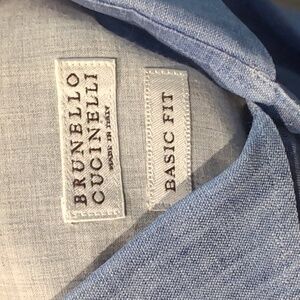 BRUNELLO
CUCINELLI
MADE IN ITALY
BASIC FIT